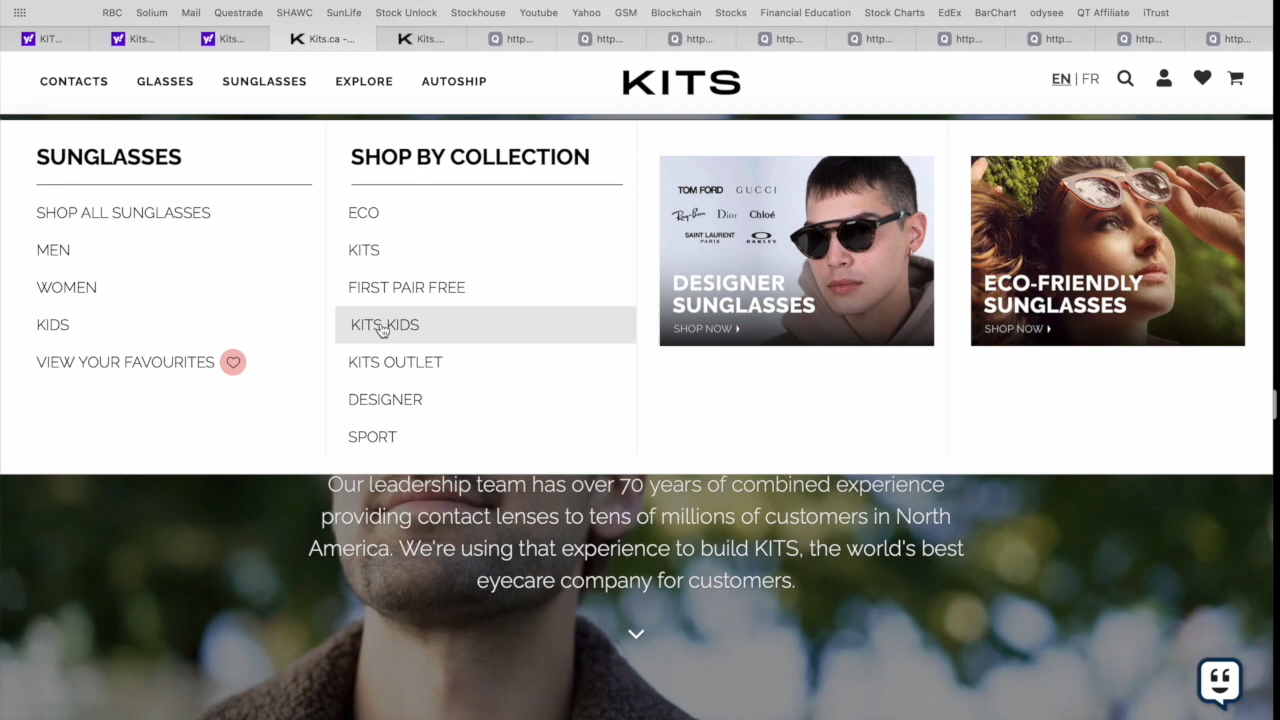 RBC Solium Mail Questrade SHAWC SunLife Stock Unlock Stockhouse Youtube Yahoo GSM Blockchain Stocks Financial Education Stock Charts EdEx BarChart odysee QT Affiliate iTrust
KIT... Kits... Kits... Kits.ca -... Kits.... http... http... http... http... http... http... http... http... http...
CONTACTS GLASSES SUNGLASSES EXPLORE AUTOSHIP KITS EN | FR
SUNGLASSES
SHOP ALL SUNGLASSES
MEN
WOMEN
KIDS
VIEW YOUR FAVOURITES
SHOP BY COLLECTION
ECO
KITS
FIRST PAIR FREE
KITS KIDS
KITS OUTLET
DESIGNER
SPORT
TOM FORD GUCCI
Ray-Ban Dior Chloé
SAINT LAURENT PARIS OAKLEY
DESIGNER
SUNGLASSES
SHOP NOW
ECO-FRIENDLY
SUNGLASSES
SHOP NOW
Our leadership team has over 70 years of combined experience
providing contact lenses to tens of millions of customers in North
America. We're using that experience to build KITS, the world's best
eyecare company for customers.